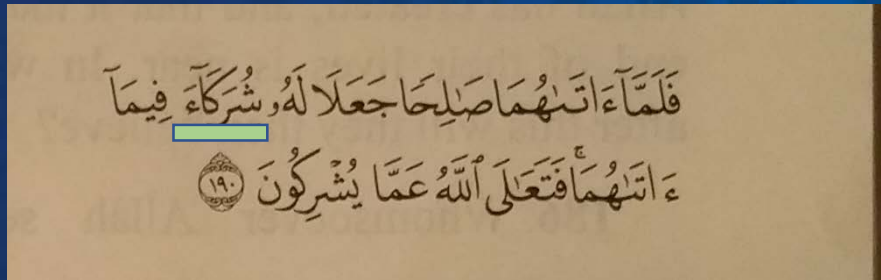 فَلَمَّآ ءَاتَىٰهُمَا صَٰلِحًا جَعَلَا لَهُۥ شُرَكَآءَ فِيمَآ
ءَاتَىٰهُمَا ۚ فَتَعَٰلَى ٱللَّهُ عَمَّا يُشْرِكُونَ ١٩٠